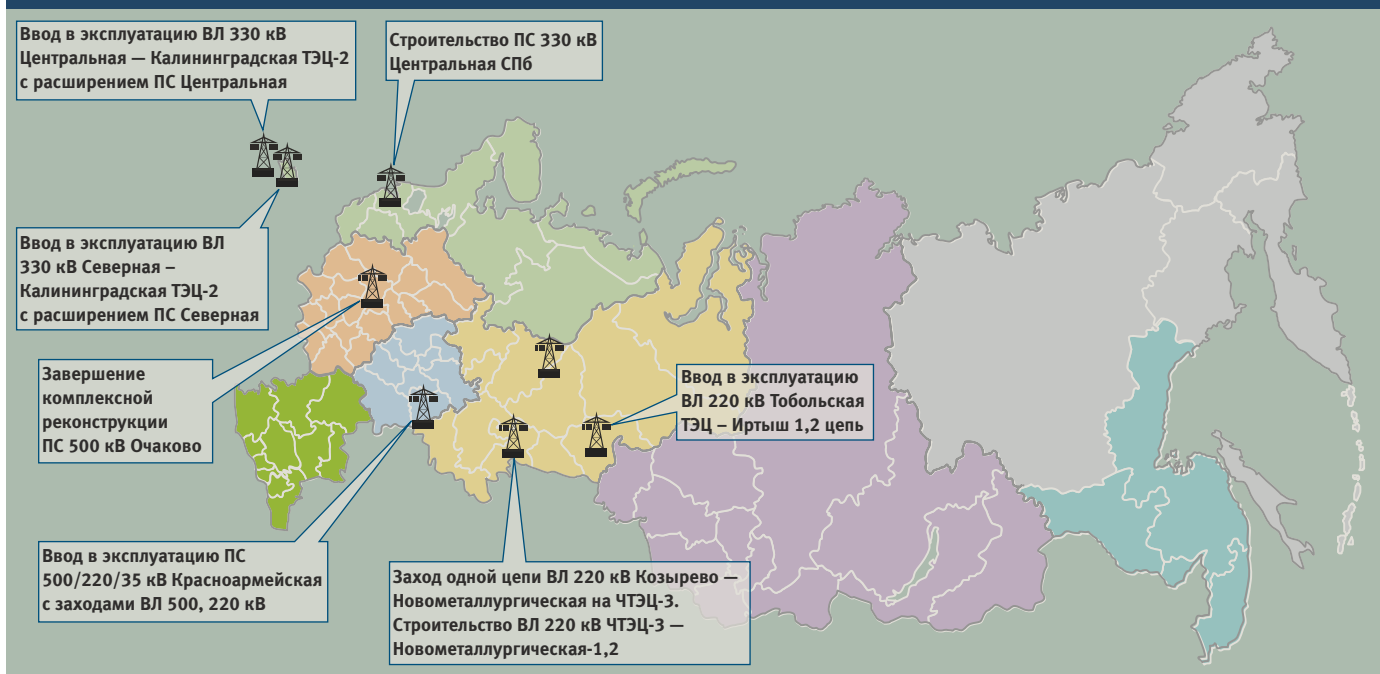 Ввод в эксплуатацию ВЛ 330 кВ
Центральная — Калининградская ТЭЦ-2
с расширением ПС Центральная
Строительство ПС 330 кВ
Центральная СПб
Ввод в эксплуатацию ВЛ
330 кВ Северная –
Калининградская ТЭЦ-2
с расширением ПС Северная
Завершение
комплексной
реконструкции
ПС 500 кВ Очаково
Ввод в эксплуатацию
ВЛ 220 кВ Тобольская
ТЭЦ – Иртыш 1,2 цепь
Ввод в эксплуатацию ПС
500/220/35 кВ Красноармейская
с заходами ВЛ 500, 220 кВ
Заход одной цепи ВЛ 220 кВ Козырево —
Новометаллургическая на ЧТЭЦ-3.
Строительство ВЛ 220 кВ ЧТЭЦ-3 —
Новометаллургическая-1,2